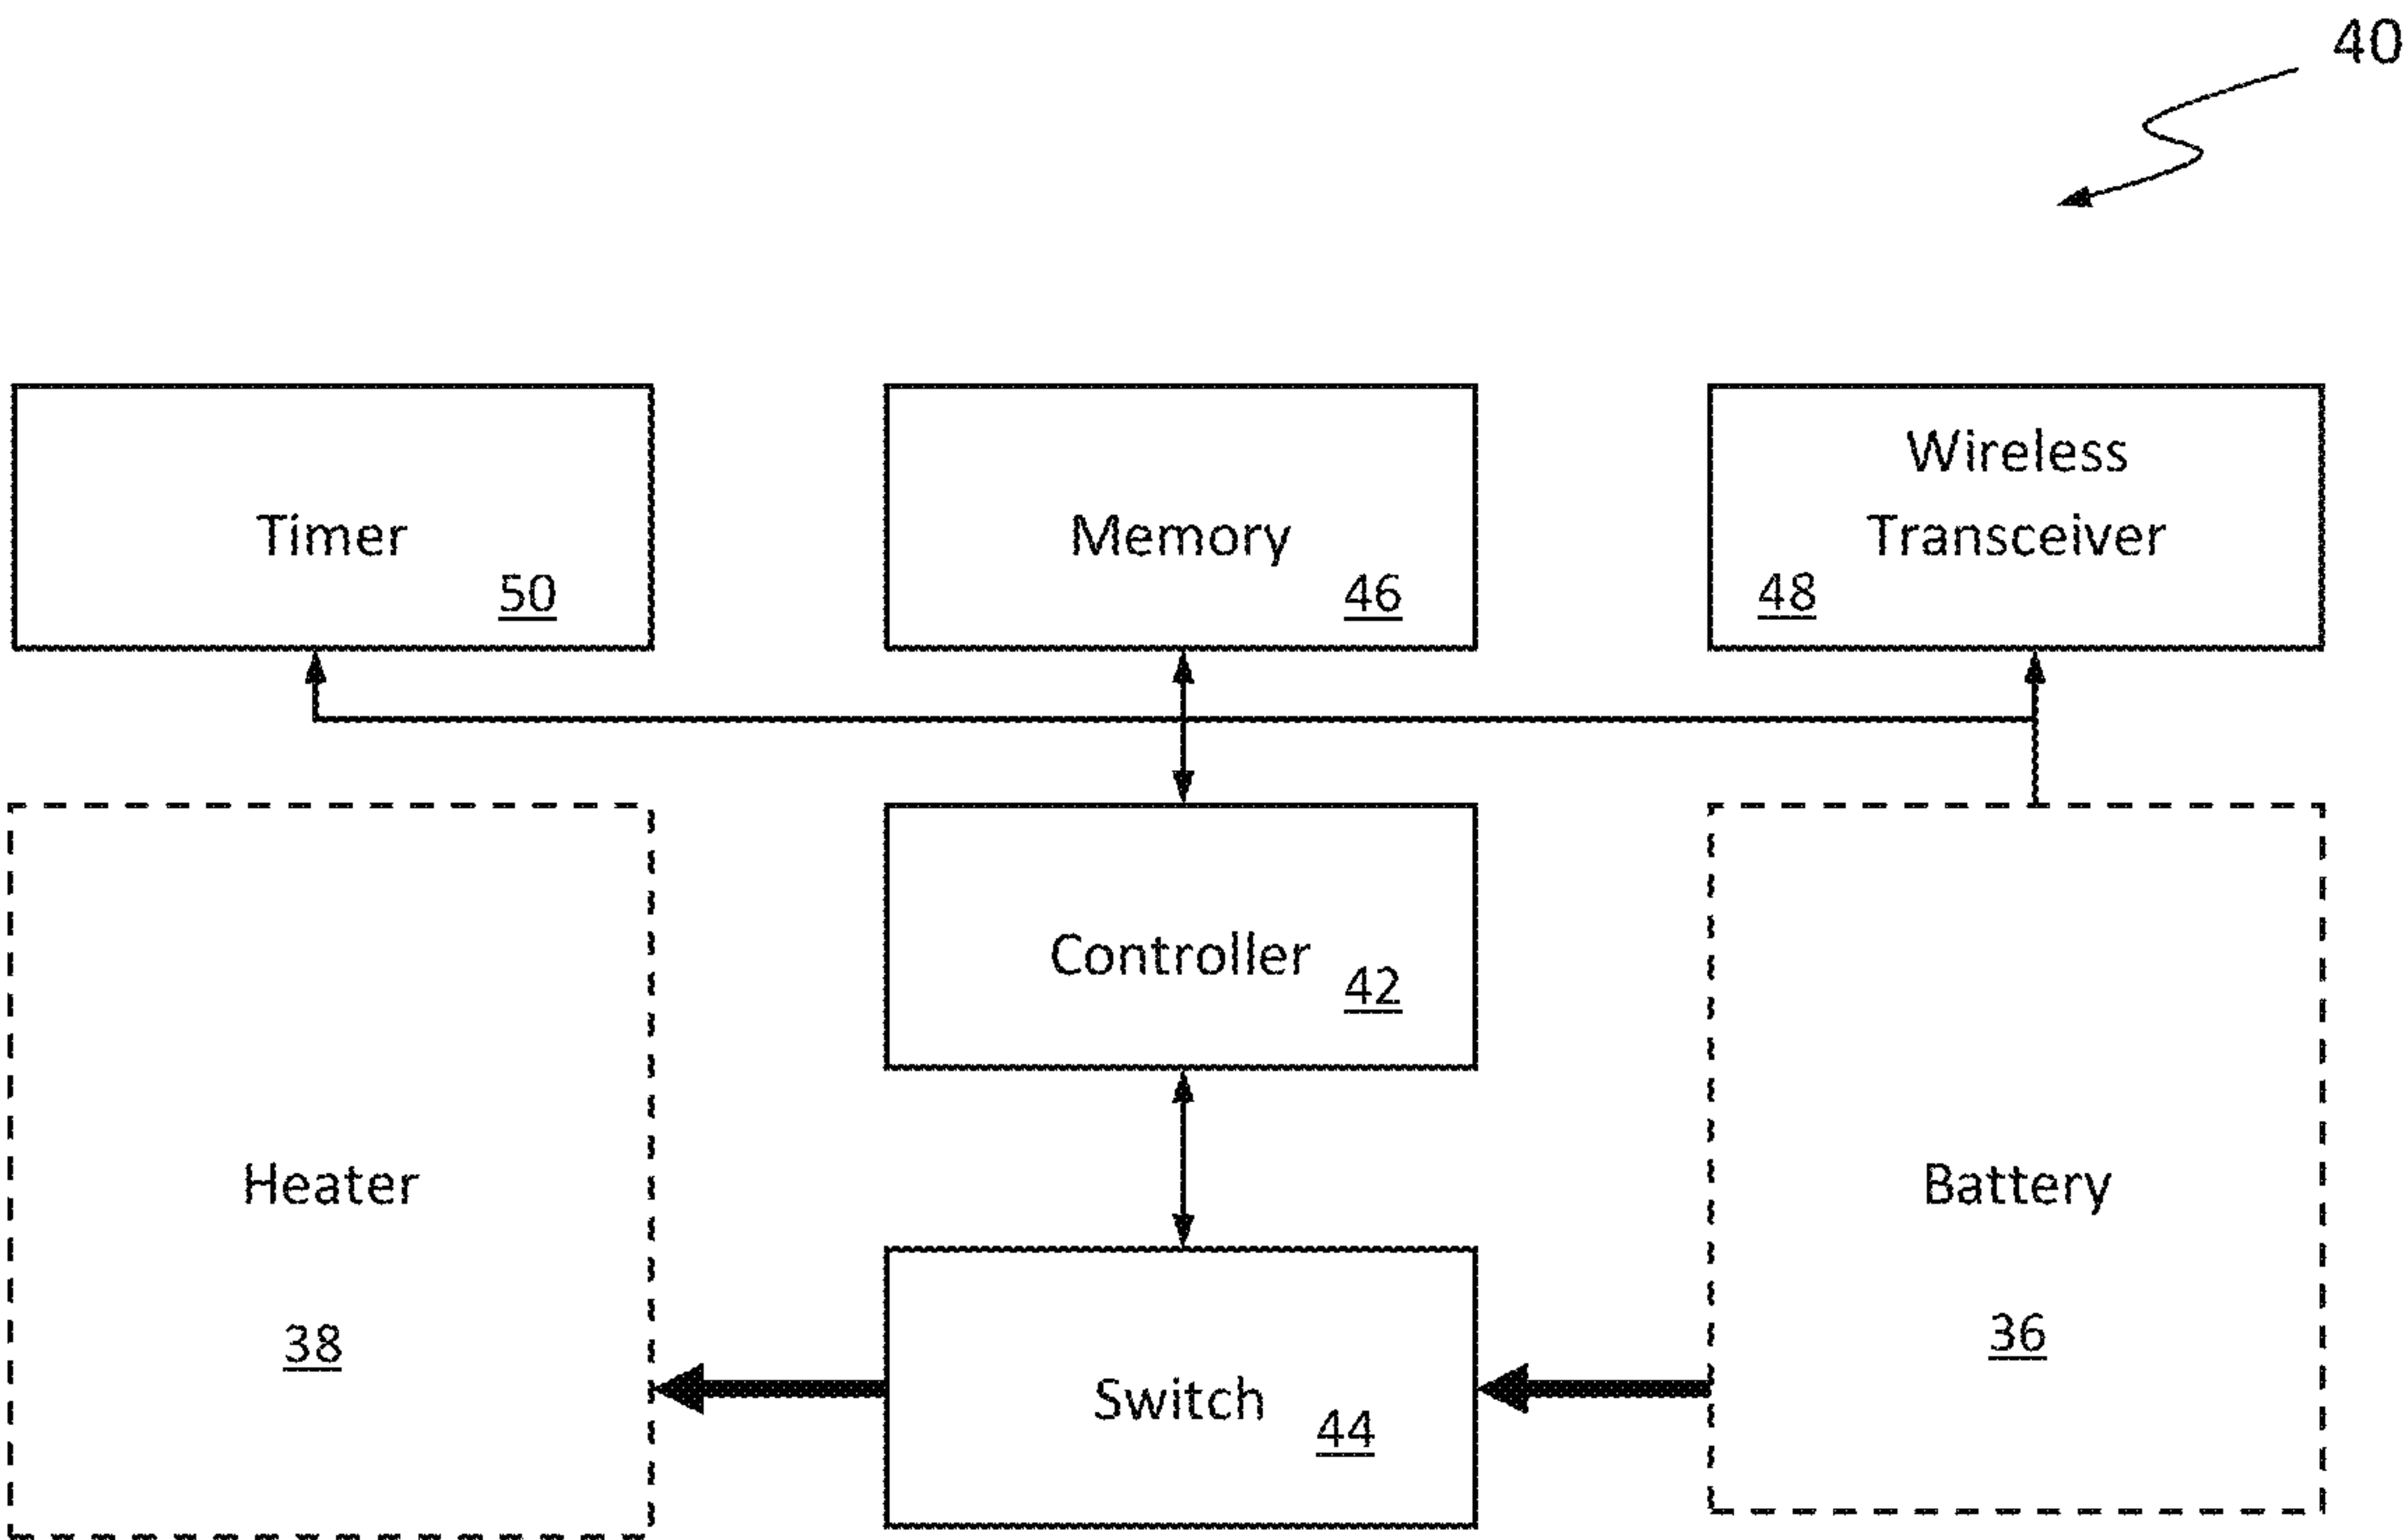 40
Timer
50
Memory
46
Wireless
Transceiver
48
Controller
42
Heater
38
Battery
36
Switch
44